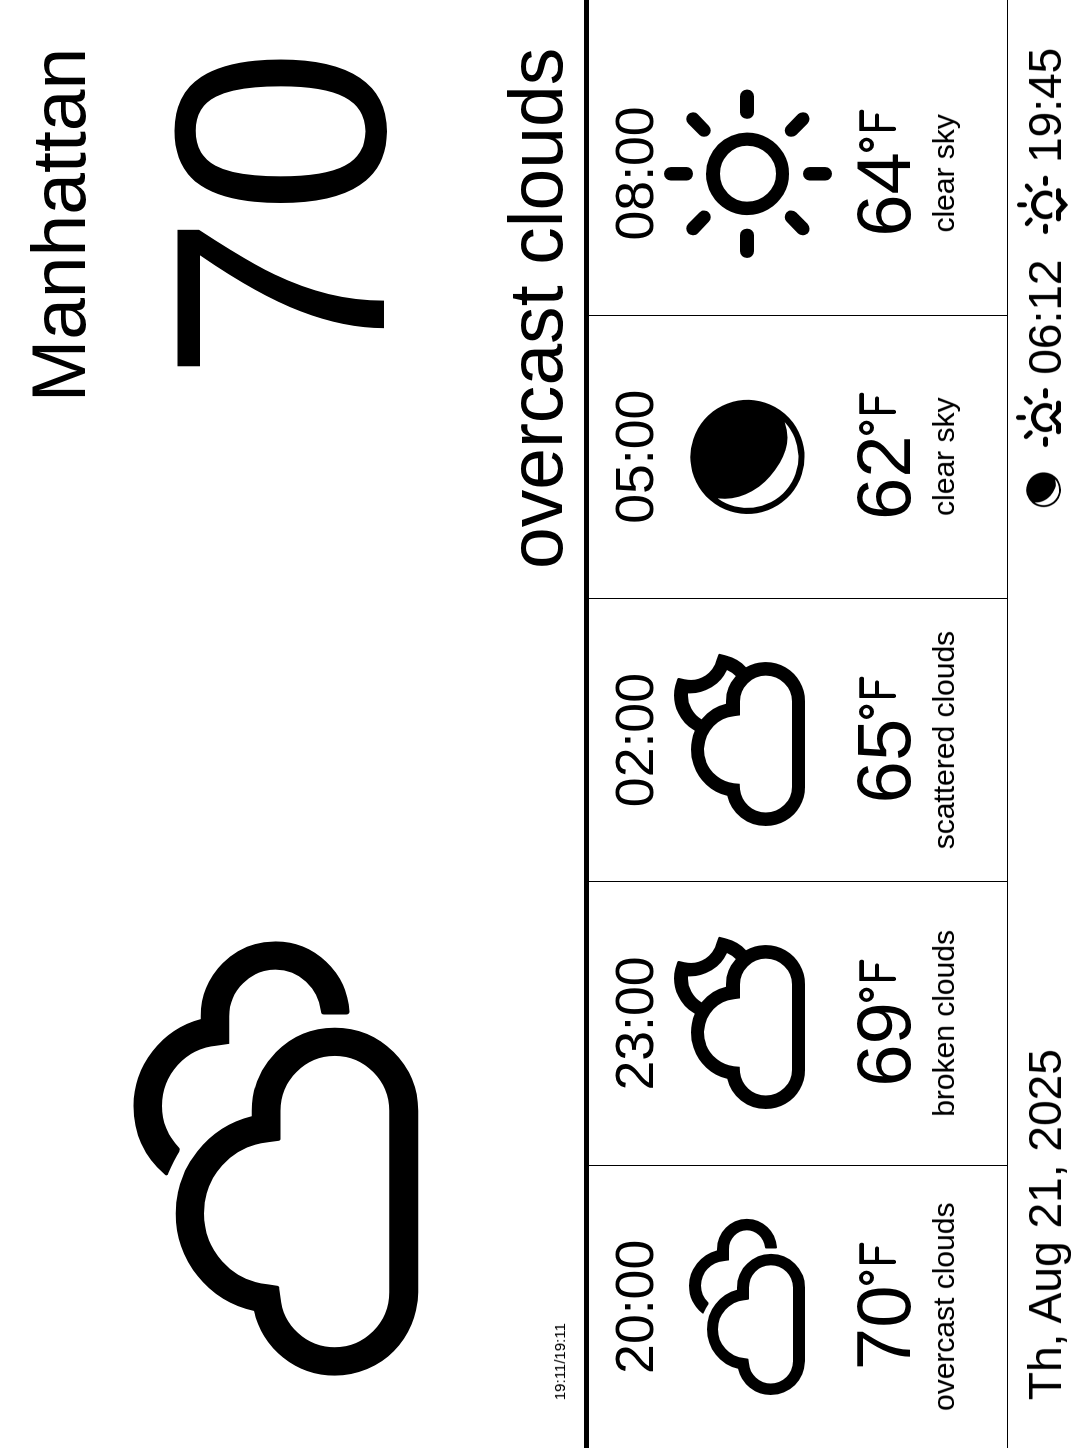 Manhattan
70
overcast clouds
19:11/19:11
20:00
70°F
overcast clouds
23:00
69°F
broken clouds
02:00
65°F
scattered clouds
05:00
62°F
clear sky
08:00
64°F
clear sky
Th, Aug 21, 2025
06:12
19:45